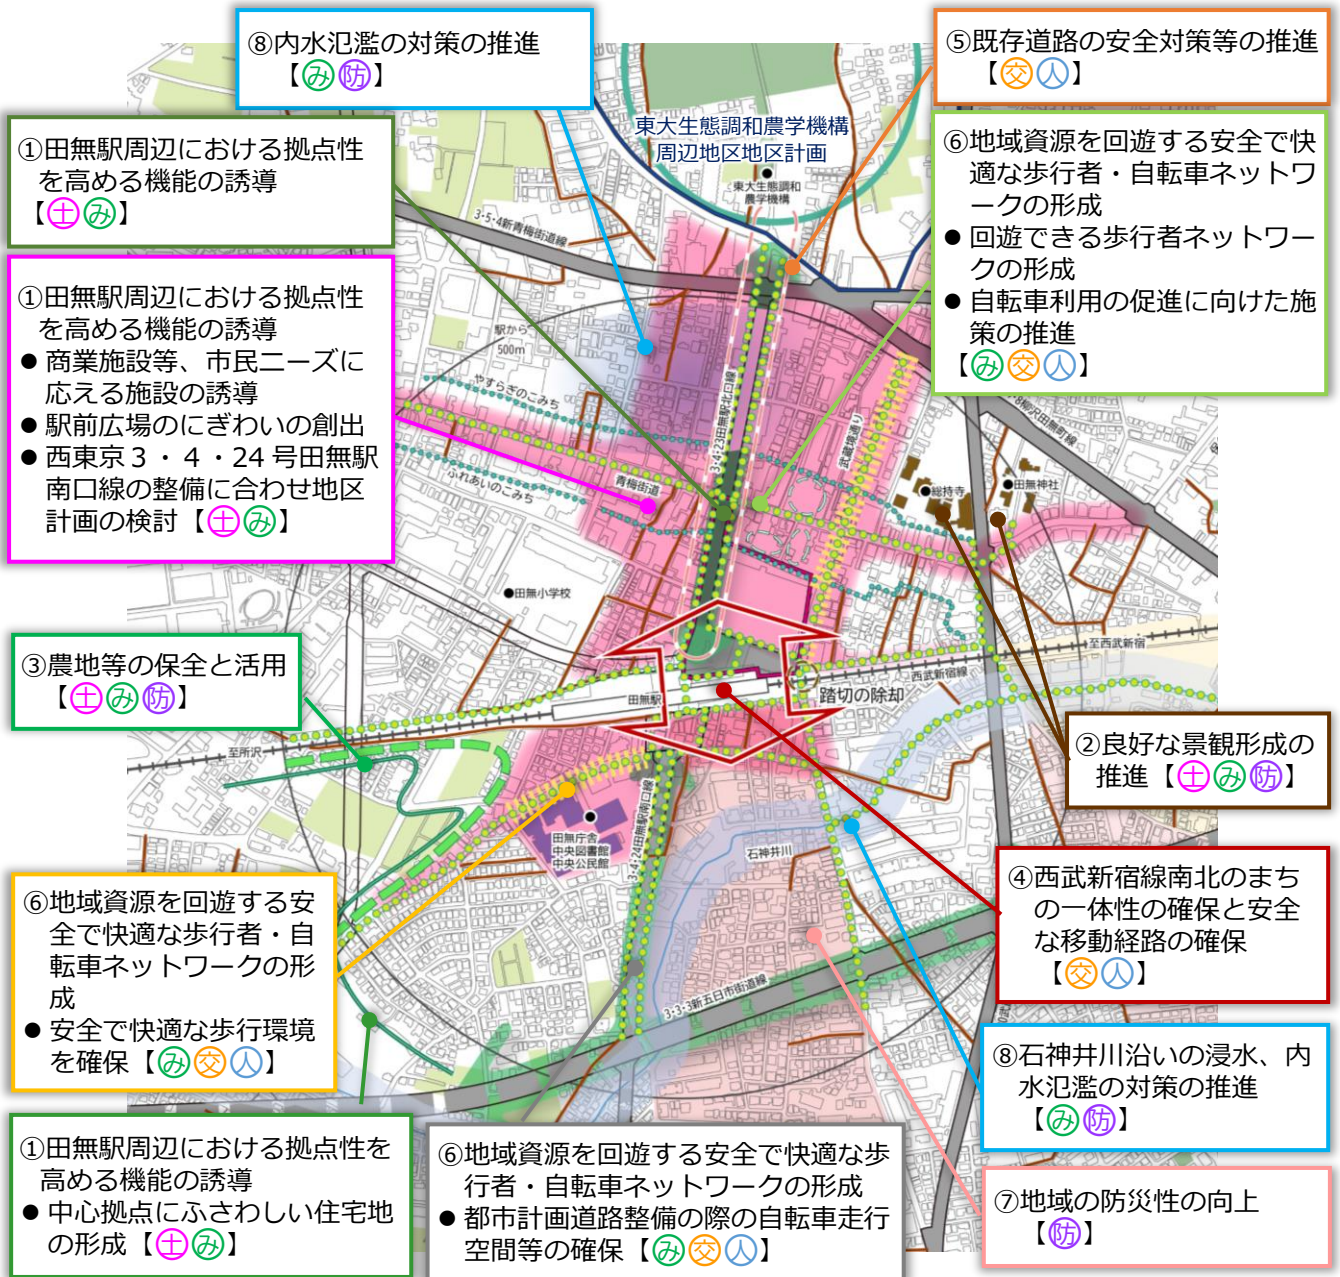 ⑧内水氾濫の対策の推進
【み防】
⑤既存道路の安全対策等の推進
【交人】
①田無駅周辺における拠点性
を高める機能の誘導
【土み】
⑥地域資源を回遊する安全で快
適な歩行者・自転車ネットワ
ークの形成
● 回遊できる歩行者ネットワー
クの形成
● 自転車利用の促進に向けた施
策の推進
【み交人】
①田無駅周辺における拠点性
を高める機能の誘導
● 商業施設等、市民ニーズに
応える施設の誘導
● 駅前広場のにぎわいの創出
● 西東京3・4・24号田無駅
南口線の整備に合わせ地区
計画の検討【土み】
東大生態調和農学機構
周辺地区地区計画
●
東大生態調和
農学機構
3・5・4新青梅街道線
駅から
500m
やすらぎのこみち
ふれあいのこみち
青梅街道
3・4・23田無駅北口線
武蔵境通り
柳沢田無町線
●総持寺
●田無神社
●田無小学校
③農地等の保全と活用
【土み防】
至西武新宿
西武新宿線
田無駅
踏切の除却
至所沢
②良好な景観形成の
推進【土み防】
田無庁舎
中央図書館
中央公民館
3・4・24田無駅南口線
石神井川
3・3・3新五日市街道線
④西武新宿線南北のまち
の一体性の確保と安全
な移動経路の確保
【交人】
⑥地域資源を回遊する安
全で快適な歩行者・自
転車ネットワークの形
成
● 安全で快適な歩行環境
を確保【み交人】
⑧石神井川沿いの浸水、内
水氾濫の対策の推進
【み防】
①田無駅周辺における拠点性を
高める機能の誘導
● 中心拠点にふさわしい住宅地
の形成【土み】
⑥地域資源を回遊する安全で快適な歩
行者・自転車ネットワークの形成
● 都市計画道路整備の際の自転車走行
空間等の確保【み交人】
⑦地域の防災性の向上
【防】